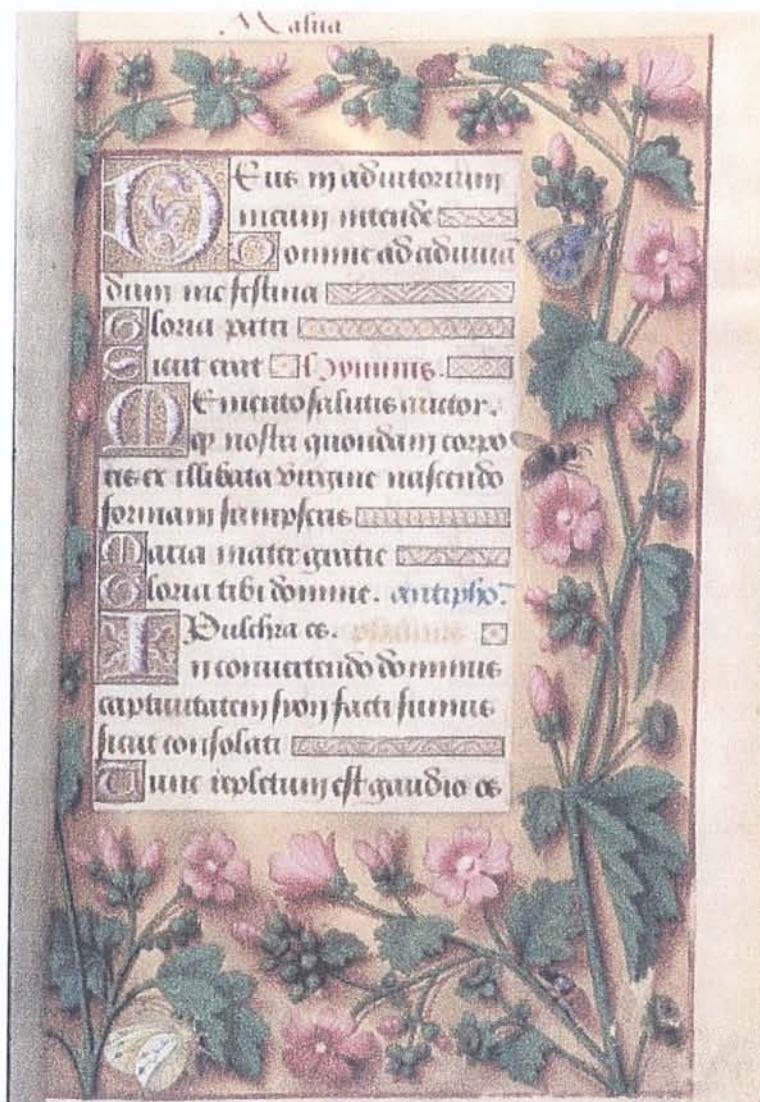 Malua
Deus in adiutorium
meum intende
Domine ad adiuuā
dum me festina
Gloria patri
Sicut erat Hymnus.
Memento salutis auctor.
qp nostri quondam corpo
ris ex illibata virgine nascendo
formam sumpseris
Maria mater gratie
Gloria tibi domine. antipho.
Pulchra es.
In conuertendo dominus
captiuitatem syon facti sumus
sicut consolati
Tunc repletum est gaudio os